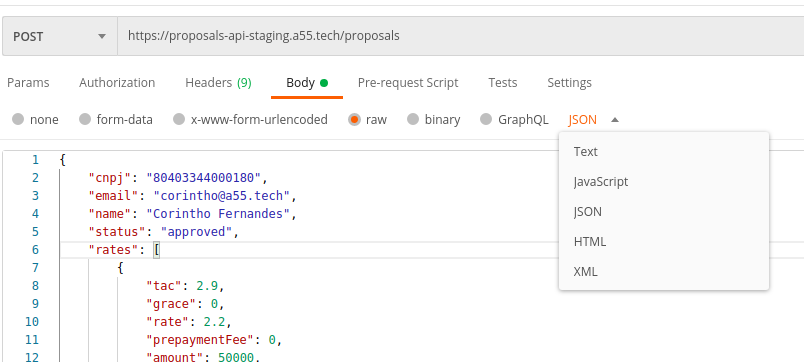 POST https://proposals-api-staging.a55.tech/proposals
Params Authorization Headers (9) Body Pre-request Script Tests Settings
none form-data x-www-form-urlencoded raw binary GraphQL JSON
Text
JavaScript
JSON
HTML
XML
1 {
2 "cnpj": "80403344000180",
3 "email": "corintho@a55.tech",
4 "name": "Corintho Fernandes",
5 "status": "approved",
6 "rates": [
7 {
8 "tac": 2.9,
9 "grace": 0,
10 "rate": 2.2,
11 "prepaymentFee": 0,
12 "amount": 50000,